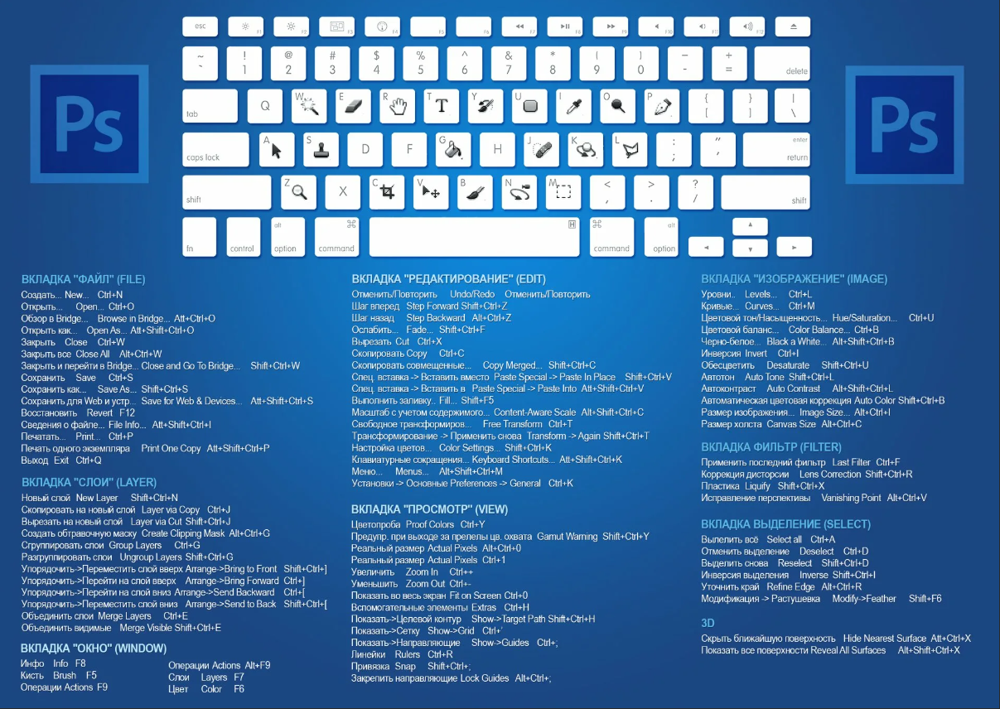 esc F1 F2 F3 F4 F5 F6 F7 F8 F9 F10 F11 F12
~ ! @ # $ % ^ & * ( ) – +
` 1 2 3 4 5 6 7 8 9 0 - = delete
tab Q W E R T Y U I O P { [ } ] | \
caps lock A S D F G H J K L : ; " ' enter return
shift Z X C V B N M < , > . ? / shift
fn control alt option ⌘ command H ⌘ command alt option
Ps
Ps
ВКЛАДКА "ФАЙЛ" (FILE)
Создать... New... Ctrl+N
Открыть... Open... Ctrl+O
Обзор в Bridge... Browse in Bridge... Att+Ctrl+O
Открыть как... Open As... Att+Shift+Ctrl+O
Закрыть Close Ctrl+W
Закрыть все Close All Alt+Ctrl+W
Закрыть и перейти в Bridge... Close and Go To Bridge... Shift+Ctrl+W
Сохранить Save Ctrl+S
Сохранить как... Save As... Shift+Ctrl+S
Сохранить для Web и устр... Save for Web & Devices... Att+Shift+Ctrl+S
Восстановить Revert F12
Сведения о файле... File Info... Att+Shift+Ctrl+I
Печатать... Print... Ctrl+P
Печать одного экземпляра Print One Copy Att+Shift+Ctrl+P
Выход Exit Ctrl+Q
ВКЛАДКА "СЛОИ" (LAYER)
Новый слой New Layer Shift+Ctrl+N
Скопировать на новый слой Layer via Copy Ctrl+J
Вырезать на новый слой Layer via Cut Shift+Ctrl+J
Создать обтравочную маску Create Clipping Mask Alt+Ctrl+G
Сгруппировать слои Group Layers Ctrl+G
Разгруппировать слои Ungroup Layers Shift+Ctrl+G
Упорядочить->Переместить слой вверх Arrange->Bring to Front Shift+Ctrl+]
Упорядочить->Перейти на слой вверх Arrange->Bring Forward Ctrl+]
Упорядочить->Перейти на слой вниз Arrange->Send Backward Ctrl+[
Упорядочить->Переместить слой вниз Arrange->Send to Back Shift+Ctrl+[
Объединить слои Merge Layers Ctrl+E
Объединить видимые Merge Visible Shift+Ctrl+E
ВКЛАДКА "ОКНО" (WINDOW)
Инфо Info F8
Кисть Brush F5
Операции Actions F9
Операции Actions Alt+F9
Слои Layers F7
Цвет Color F6
ВКЛАДКА "РЕДАКТИРОВАНИЕ" (EDIT)
Отменить/Повторить Undo/Redo Отменить/Повторить
Шаг вперед Step Forward Shift+Ctrl+Z
Шаг назад Step Backward Alt+Ctrl+Z
Ослабить... Fade... Shift+Ctrl+F
Вырезать Cut Ctrl+X
Скопировать Copy Ctrl+C
Скопировать совмещенные... Copy Merged... Shift+Ctrl+C
Спец. вставка -> Вставить вместо Paste Special -> Paste In Place Shift+Ctrl+V
Спец. вставка -> Вставить в Paste Special -> Paste Into Att+Shift+Ctrl+V
Выполнить заливку.. Fill... Shift+F5
Масштаб с учетом содержимого... Content-Aware Scale Alt+Shift+Ctrl+C
Свободное трансформиров... Free Transform Ctrl+T
Трансформирование -> Применить снова Transform -> Again Shift+Ctrl+T
Настройка цветов... Color Settings... Shift+Ctrl+K
Клавиатурные сокращения... Keyboard Shortcuts... Att+Shift+Ctrl+K
Меню... Menus... Alt+Shift+Ctrl+M
Установки -> Основные Preferences -> General Ctrl+K
ВКЛАДКА "ПРОСМОТР" (VIEW)
Цветопроба Proof Colors Ctrl+Y
Предупр. при выходе за прелелы цв. охвата Gamut Warning Shift+Ctrl+Y
Реальный размер Actual Pixels Alt+Ctrl+0
Реальный размер Actual Pixels Ctrl+1
Увеличить Zoom In Ctrl++
Уменьшить Zoom Out Ctrl+-
Показать во весь экран Fit on Screen Ctrl+0
Вспомогательные элементы Extras Ctrl+H
Показать->Целевой контур Show->Target Path Shift+Ctrl+H
Показать->Сетку Show->Grid Ctrl+'
Показать->Направляющие Show->Guides Ctrl+;
Линейки Rulers Ctrl+R
Привязка Snap Shift+Ctrl+;
Закрепить направляющие Lock Guides Alt+Ctrl+;
ВКЛАДКА "ИЗОБРАЖЕНИЕ" (IMAGE)
Уровни.. Levels... Ctrl+L
Кривые... Curves... Ctrl+M
Цветовой тон/Насыщенность... Hue/Saturation... Ctrl+U
Цветовой баланс... Color Balance... Ctrl+B
Черно-белое... Black a White... Alt+Shift+Ctrl+B
Инверсия Invert Ctrl+I
Обесцветить Desaturate Shift+Ctrl+U
Автотон Auto Tone Shift+Ctrl+L
Автоконтраст Auto Contrast Alt+Shift+Ctrl+L
Автоматическая цветовая коррекция Auto Color Shift+Ctrl+B
Размер изображения... Image Size... Alt+Ctrl+I
Размер холста Canvas Size Alt+Ctrl+C
ВКЛАДКА ФИЛЬТР (FILTER)
Применить последний фильтр Last Filter Ctrl+F
Коррекция дисторсии Lens Correction Shift+Ctrl+R
Пластика Liquify Shift+Ctrl+X
Исправление перспективы Vanishing Point Alt+Ctrl+V
ВКЛАДКА ВЫДЕЛЕНИЕ (SELECT)
Вылелить всё Select all Ctrl+A
Отменить выделение Deselect Ctrl+D
Выделить снова Reselect Shift+Ctrl+D
Инверсия выделения Inverse Shift+Ctrl+I
Уточнить край Refine Edge Alt+Ctrl+R
Модификация -> Растушевка Modify->Feather Shift+F6
3D
Скрыть ближайшую поверхность Hide Nearest Surface Att+Ctrl+X
Показать все поверхности Reveal All Surfaces Alt+Shift+Ctrl+X